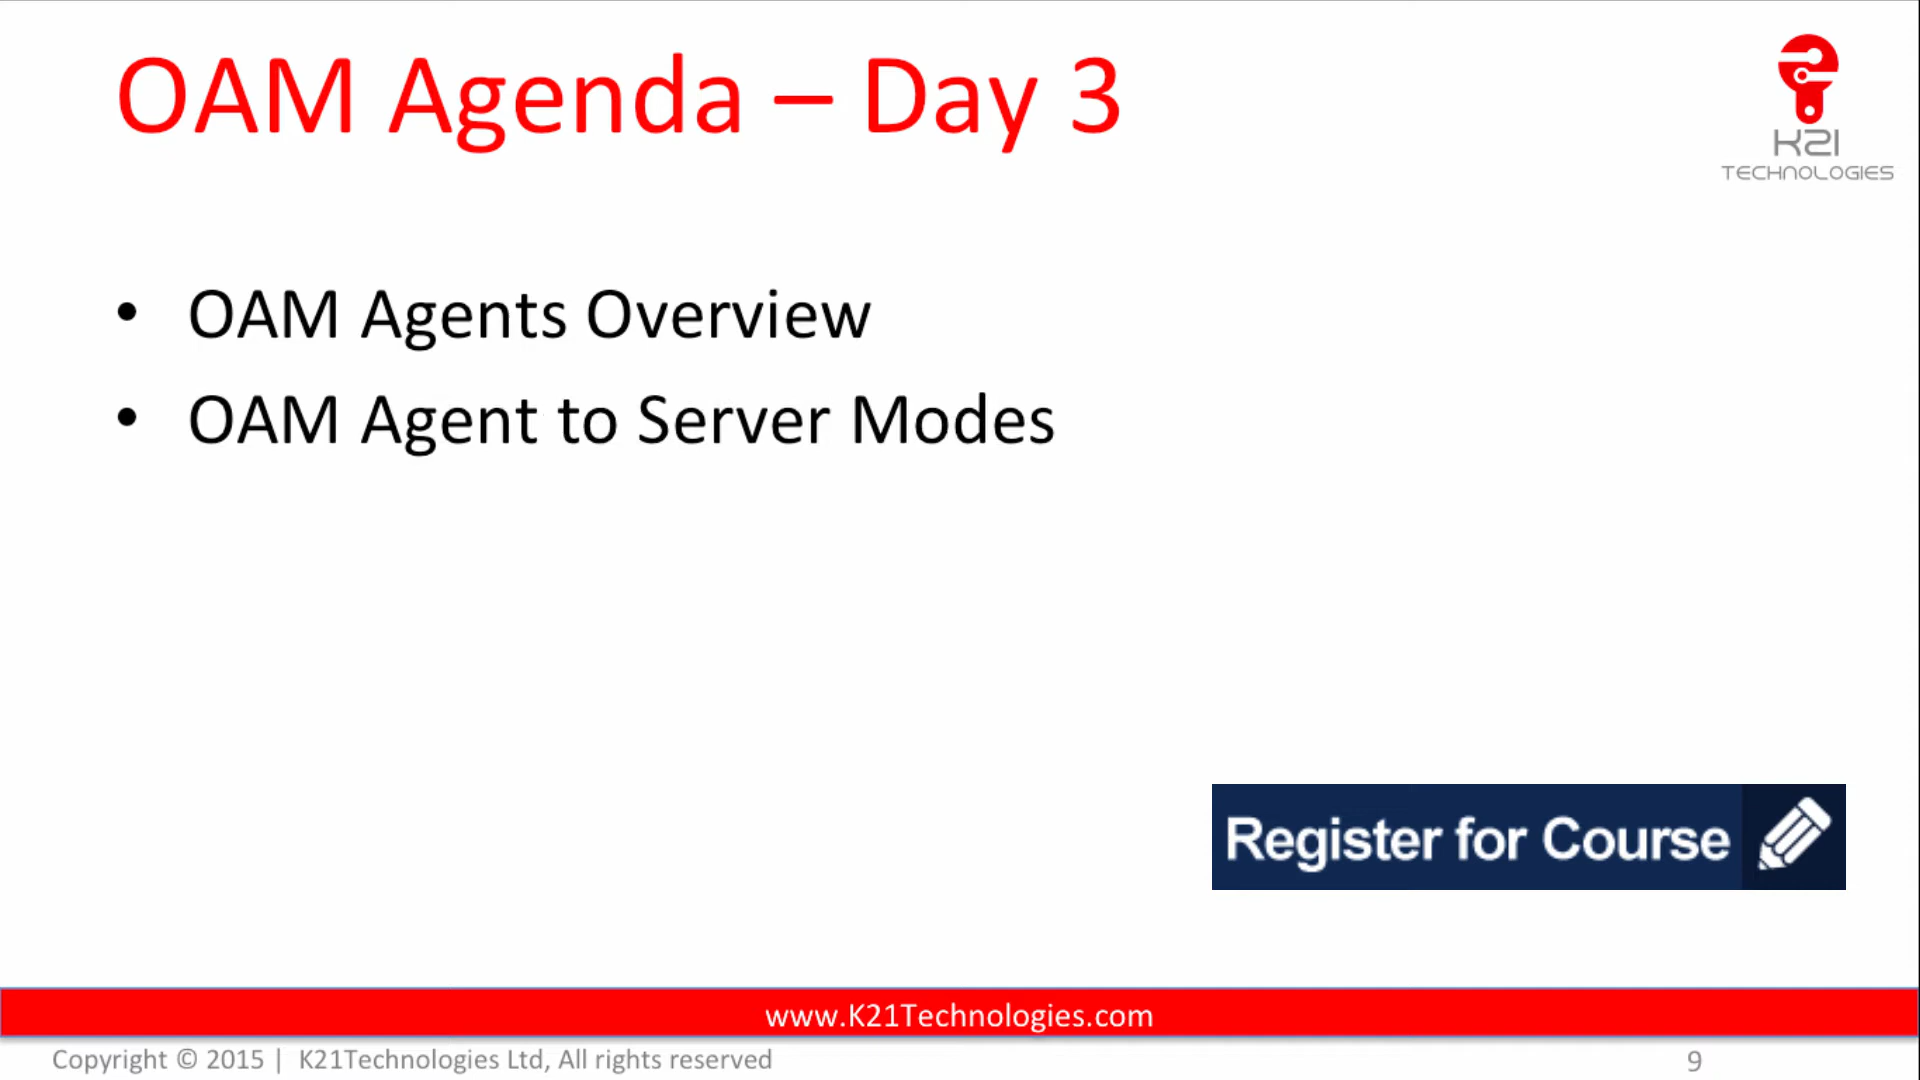 OAM Agenda – Day 3
K21
TECHNOLOGIES
• OAM Agents Overview
• OAM Agent to Server Modes
Register for Course
www.K21Technologies.com
Copyright © 2015 | K21Technologies Ltd, All rights reserved
9